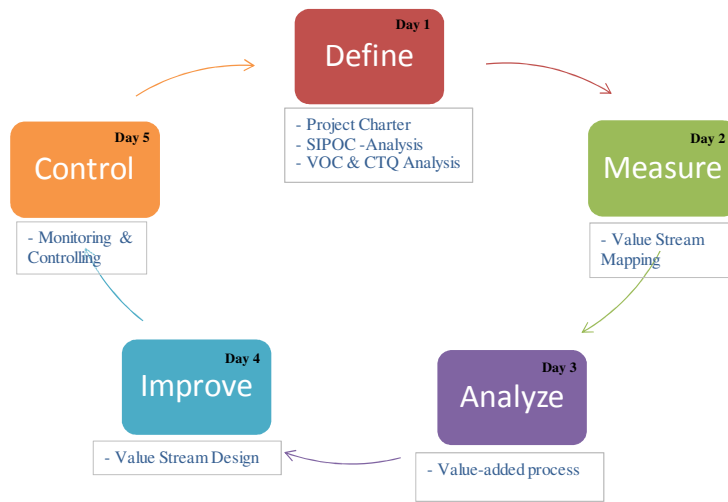 Day 1
Define
- Project Charter
- SIPOC -Analysis
- VOC & CTQ Analysis
Day 2
Measure
- Value Stream
Mapping
Day 3
Analyze
- Value-added process
Day 4
Improve
- Value Stream Design
Day 5
Control
- Monitoring &
Controlling